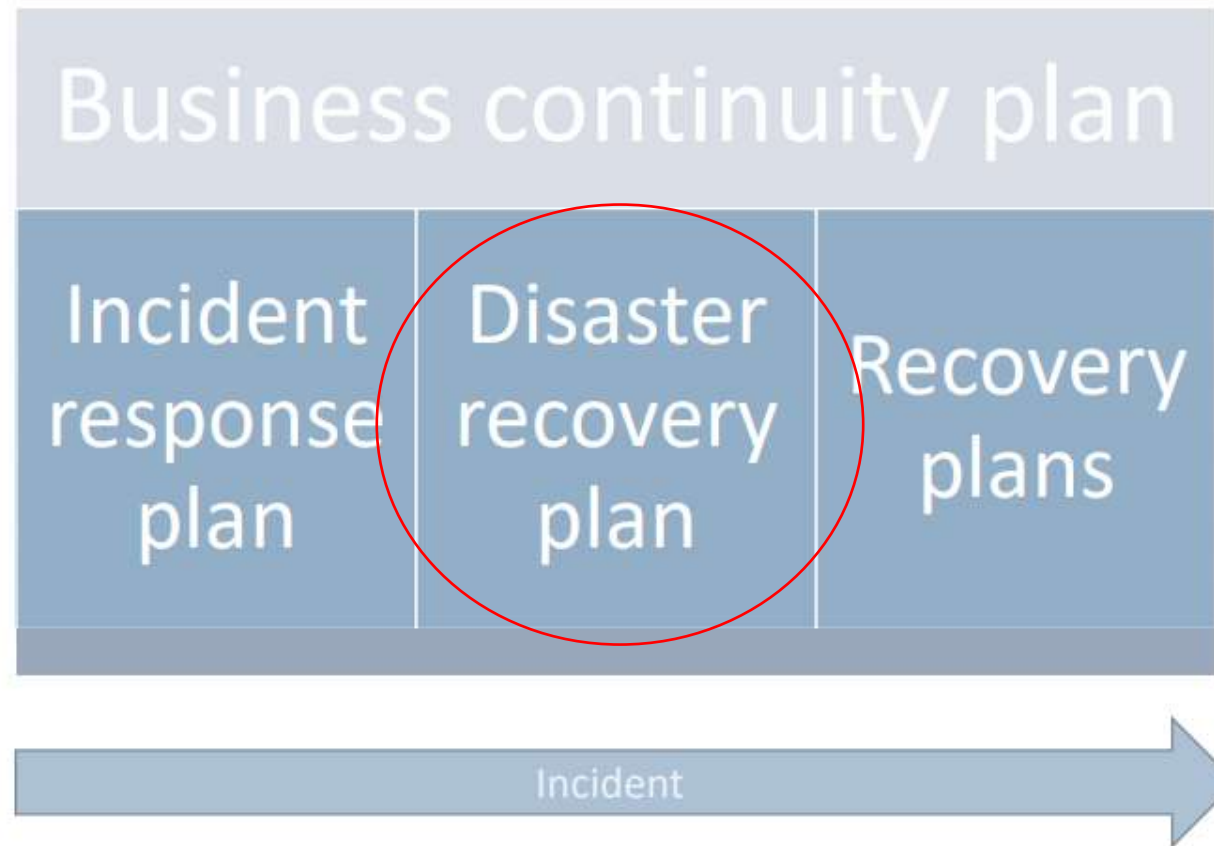 Business continuity plan
Incident
response
plan
Disaster
recovery
plan
Recovery
plans
Incident